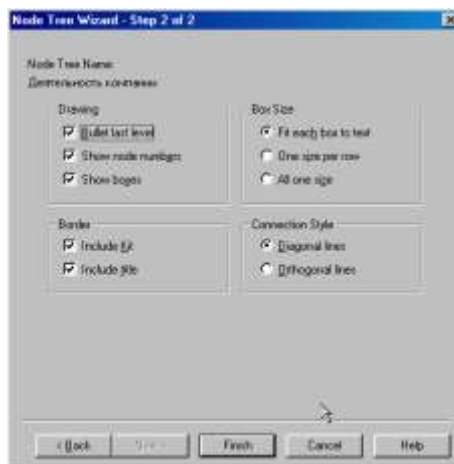 Node Tree Wizard - Step 2 of 2
Node Tree Name:
Деятельность компании
Drawing
Bullet last level
Show node numbers
Show boxes
Box Size
Fit each box to text
One size per row
All one size
Border
Include kit
Include title
Connection Style
Diagonal lines
Orthogonal lines
< Back
Next >
Finish
Cancel
Help